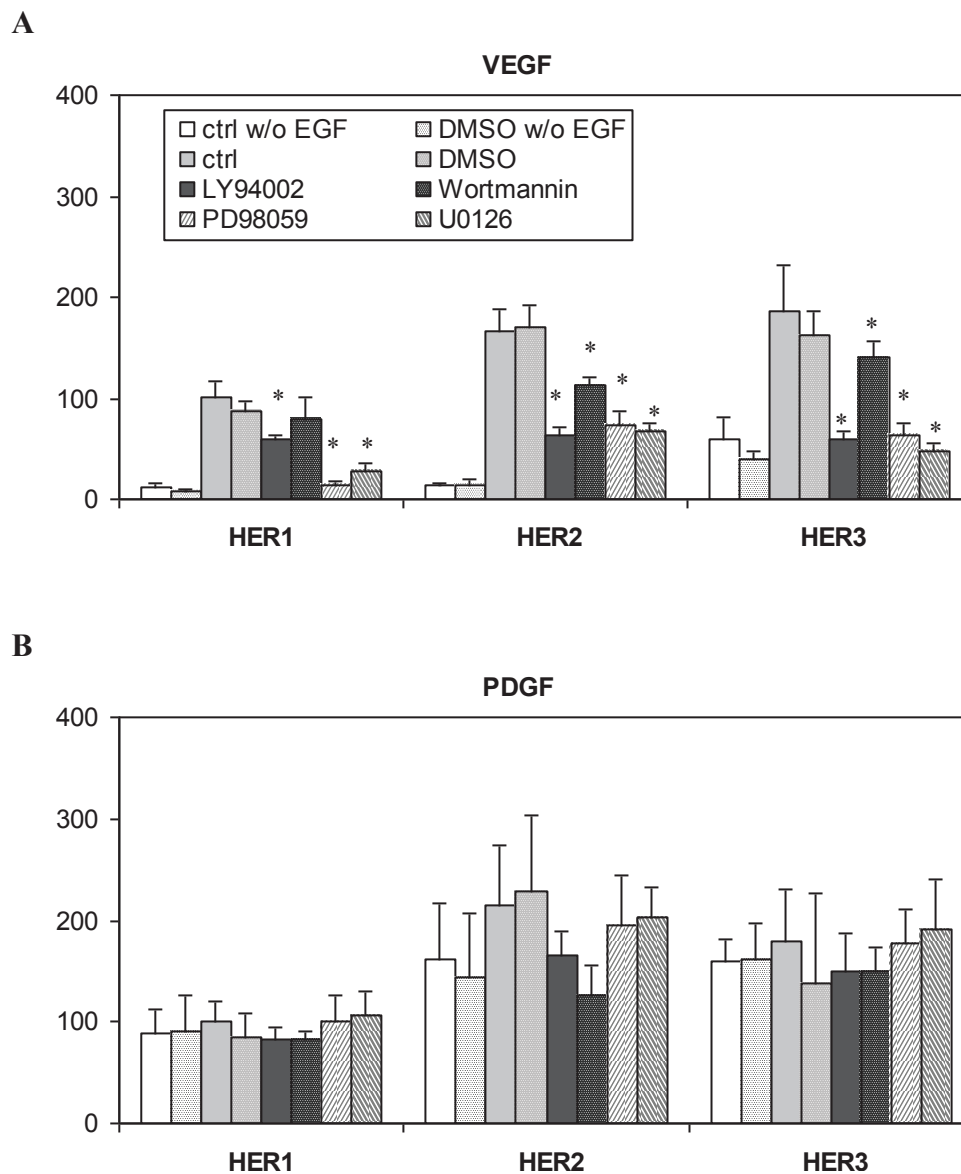 A
VEGF
400
ctrl w/o EGF DMSO w/o EGF
ctrl DMSO
LY94002 Wortmannin
PD98059 U0126
300
200
100
0
* * * * * * * * * * *
HER1 HER2 HER3
B
PDGF
400
300
200
100
0
HER1 HER2 HER3